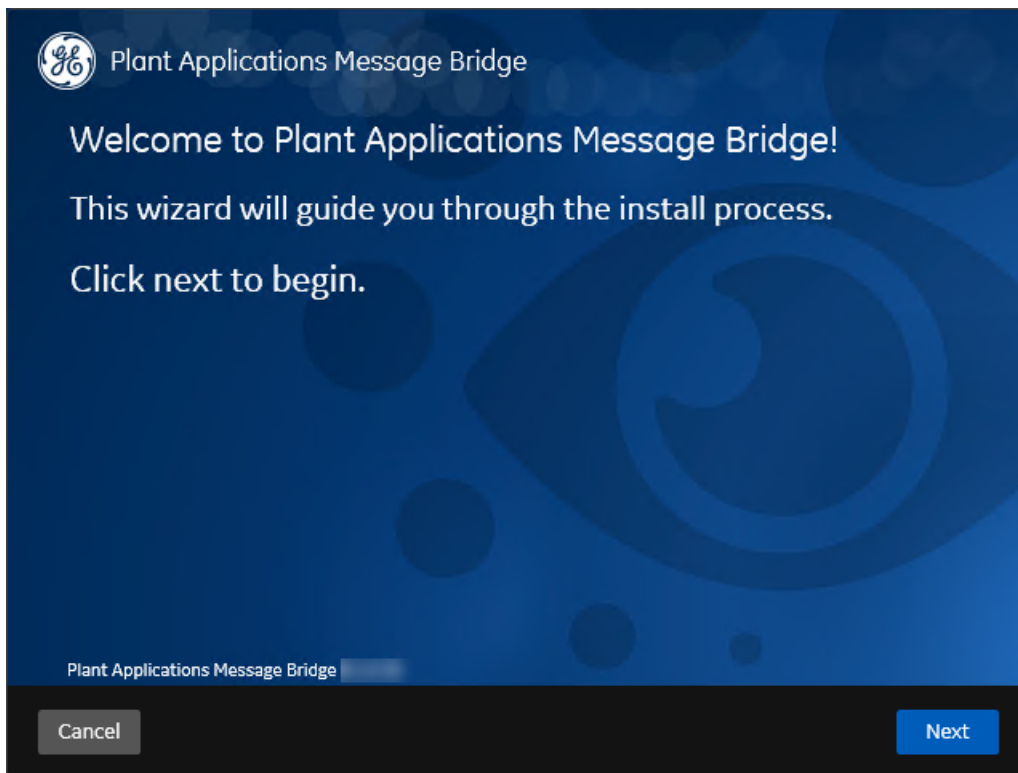 Plant Applications Message Bridge
Welcome to Plant Applications Message Bridge!
This wizard will guide you through the install process.
Click next to begin.
Plant Applications Message Bridge
Cancel
Next